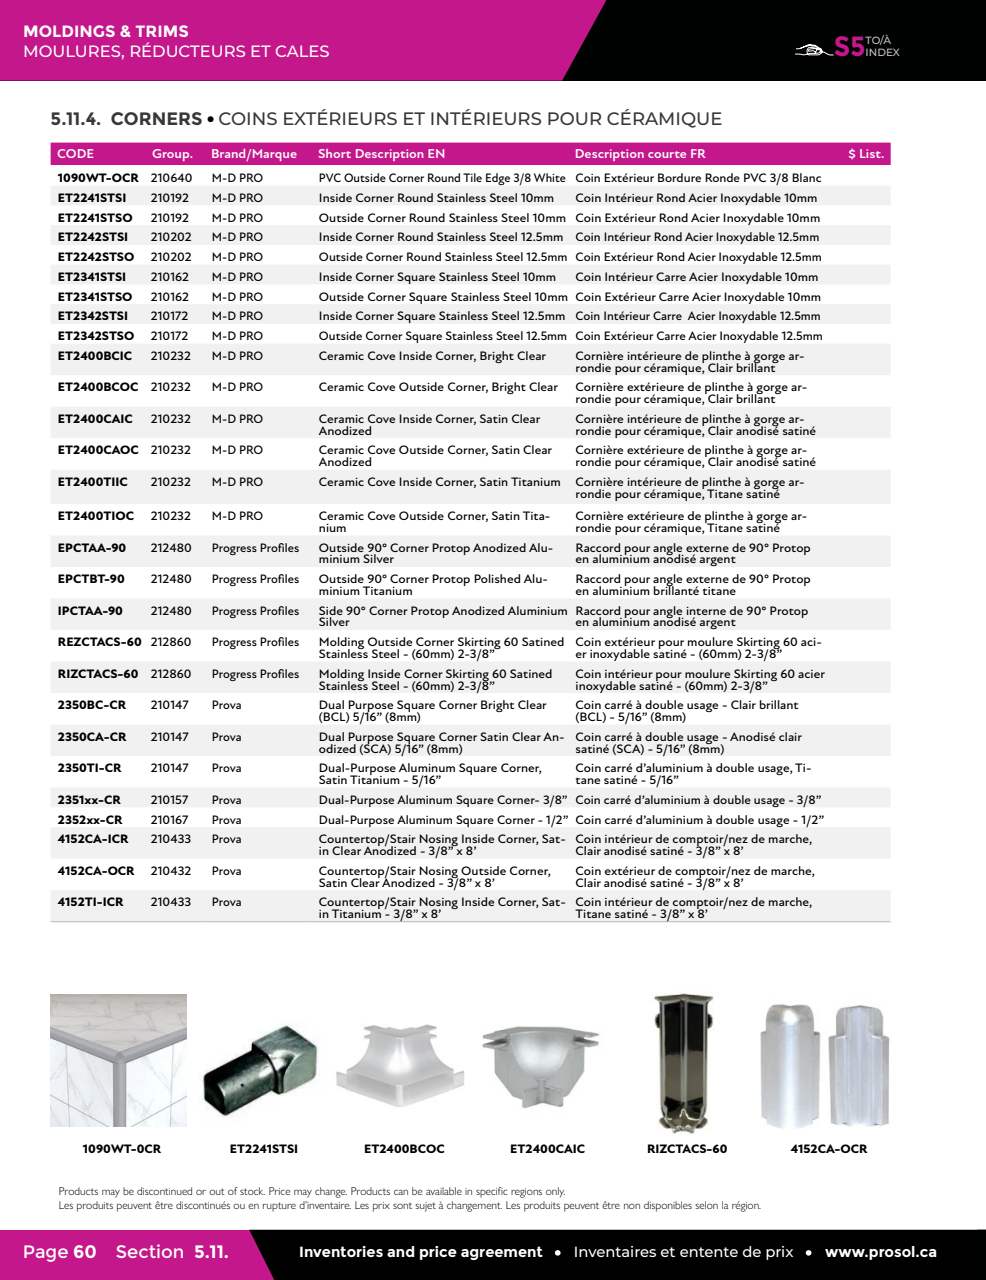 MOLDINGS & TRIMS
MOULURES, RÉDUCTEURS ET CALES
S5 TO/À INDEX
5.11.4. CORNERS • COINS EXTÉRIEURS ET INTÉRIEURS POUR CÉRAMIQUE
CODE Group. Brand/Marque Short Description EN Description courte FR $ List.
1090WT-OCR 210640 M-D PRO PVC Outside Corner Round Tile Edge 3/8 White Coin Extérieur Bordure Ronde PVC 3/8 Blanc
ET2241STSI 210192 M-D PRO Inside Corner Round Stainless Steel 10mm Coin Intérieur Rond Acier Inoxydable 10mm
ET2241STSO 210192 M-D PRO Outside Corner Round Stainless Steel 10mm Coin Extérieur Rond Acier Inoxydable 10mm
ET2242STSI 210202 M-D PRO Inside Corner Round Stainless Steel 12.5mm Coin Intérieur Rond Acier Inoxydable 12.5mm
ET2242STSO 210202 M-D PRO Outside Corner Round Stainless Steel 12.5mm Coin Extérieur Rond Acier Inoxydable 12.5mm
ET2341STSI 210162 M-D PRO Inside Corner Square Stainless Steel 10mm Coin Intérieur Carre Acier Inoxydable 10mm
ET2341STSO 210162 M-D PRO Outside Corner Square Stainless Steel 10mm Coin Extérieur Carre Acier Inoxydable 10mm
ET2342STSI 210172 M-D PRO Inside Corner Square Stainless Steel 12.5mm Coin Intérieur Carre Acier Inoxydable 12.5mm
ET2342STSO 210172 M-D PRO Outside Corner Square Stainless Steel 12.5mm Coin Extérieur Carre Acier Inoxydable 12.5mm
ET2400BCIC 210232 M-D PRO Ceramic Cove Inside Corner, Bright Clear Cornière intérieure de plinthe à gorge ar-
rondie pour céramique, Clair brillant
ET2400BCOC 210232 M-D PRO Ceramic Cove Outside Corner, Bright Clear Cornière extérieure de plinthe à gorge ar-
rondie pour céramique, Clair brillant
ET2400CAIC 210232 M-D PRO Ceramic Cove Inside Corner, Satin Clear Cornière intérieure de plinthe à gorge ar-
Anodized rondie pour céramique, Clair anodisé satiné
ET2400CAOC 210232 M-D PRO Ceramic Cove Outside Corner, Satin Clear Cornière extérieure de plinthe à gorge ar-
Anodized rondie pour céramique, Clair anodisé satiné
ET2400TIIC 210232 M-D PRO Ceramic Cove Inside Corner, Satin Titanium Cornière intérieure de plinthe à gorge ar-
rondie pour céramique, Titane satiné
ET2400TIOC 210232 M-D PRO Ceramic Cove Outside Corner, Satin Tita- Cornière extérieure de plinthe à gorge ar-
nium rondie pour céramique, Titane satiné
EPCTAA-90 212480 Progress Profiles Outside 90° Corner Protop Anodized Alu- Raccord pour angle externe de 90° Protop
minium Silver en aluminium anodisé argent
EPCTBT-90 212480 Progress Profiles Outside 90° Corner Protop Polished Alu- Raccord pour angle externe de 90° Protop
minium Titanium en aluminium brillanté titane
IPCTAA-90 212480 Progress Profiles Side 90° Corner Protop Anodized Aluminium Raccord pour angle interne de 90° Protop
Silver en aluminium anodisé argent
REZCTACS-60 212860 Progress Profiles Molding Outside Corner Skirting 60 Satined Coin extérieur pour moulure Skirting 60 aci-
Stainless Steel - (60mm) 2-3/8” er inoxydable satiné - (60mm) 2-3/8”
RIZCTACS-60 212860 Progress Profiles Molding Inside Corner Skirting 60 Satined Coin intérieur pour moulure Skirting 60 acier
Stainless Steel - (60mm) 2-3/8” inoxydable satiné - (60mm) 2-3/8”
2350BC-CR 210147 Prova Dual Purpose Square Corner Bright Clear Coin carré à double usage - Clair brillant
(BCL) 5/16” (8mm) (BCL) - 5/16” (8mm)
2350CA-CR 210147 Prova Dual Purpose Square Corner Satin Clear An- Coin carré à double usage - Anodisé clair
odized (SCA) 5/16” (8mm) satiné (SCA) - 5/16” (8mm)
2350TI-CR 210147 Prova Dual-Purpose Aluminum Square Corner, Coin carré d’aluminium à double usage, Ti-
Satin Titanium - 5/16” tane satiné - 5/16”
2351xx-CR 210157 Prova Dual-Purpose Aluminum Square Corner- 3/8” Coin carré d’aluminium à double usage - 3/8”
2352xx-CR 210167 Prova Dual-Purpose Aluminum Square Corner - 1/2” Coin carré d’aluminium à double usage - 1/2”
4152CA-ICR 210433 Prova Countertop/Stair Nosing Inside Corner, Sat- Coin intérieur de comptoir/nez de marche,
in Clear Anodized - 3/8” x 8’ Clair anodisé satiné - 3/8” x 8’
4152CA-OCR 210432 Prova Countertop/Stair Nosing Outside Corner, Coin extérieur de comptoir/nez de marche,
Satin Clear Anodized - 3/8” x 8’ Clair anodisé satiné - 3/8” x 8’
4152TI-ICR 210433 Prova Countertop/Stair Nosing Inside Corner, Sat- Coin intérieur de comptoir/nez de marche,
in Titanium - 3/8” x 8’ Titane satiné - 3/8” x 8’
1090WT-0CR ET2241STSI ET2400BCOC ET2400CAIC RIZCTACS-60 4152CA-OCR
Products may be discontinued or out of stock. Price may change. Products can be available in specific regions only.
Les produits peuvent être discontinués ou en rupture d’inventaire. Les prix sont sujet à changement. Les produits peuvent être non disponibles selon la région.
Page 60 Section 5.11. Inventories and price agreement • Inventaires et entente de prix • www.prosol.ca